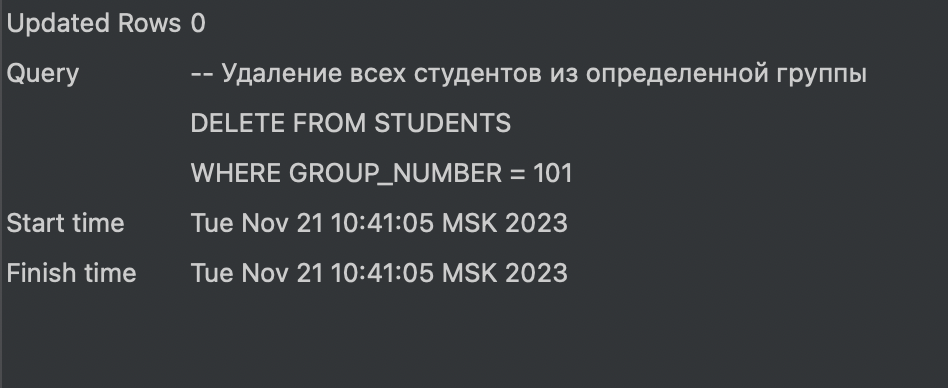 Updated Rows 0
Query -- Удаление всех студентов из определенной группы
DELETE FROM STUDENTS
WHERE GROUP_NUMBER = 101
Start time Tue Nov 21 10:41:05 MSK 2023
Finish time Tue Nov 21 10:41:05 MSK 2023